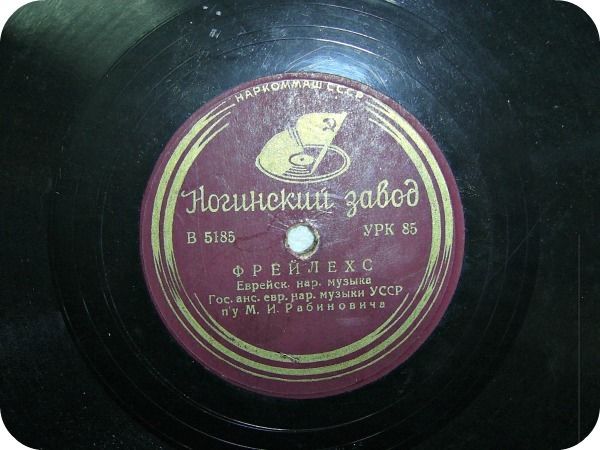 НАРКОММАШ СССР
Ногинский завод
В 5185 УРК 85
ФРЕЙЛЕХС
Еврейск. нар. музыка
Гос. анс. евр. нар. музыки УССР
п/у М. И. Рабиновича